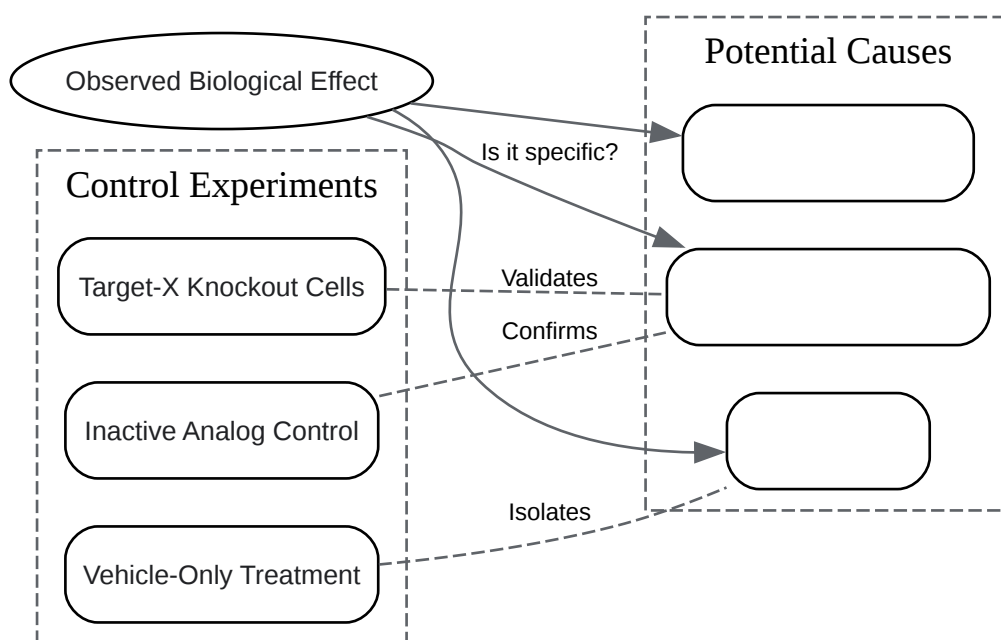 Potential Causes
Observed Biological Effect
Is it specific?
Control Experiments
Target-X Knockout Cells
Validates
Confirms
Inactive Analog Control
Isolates
Vehicle-Only Treatment